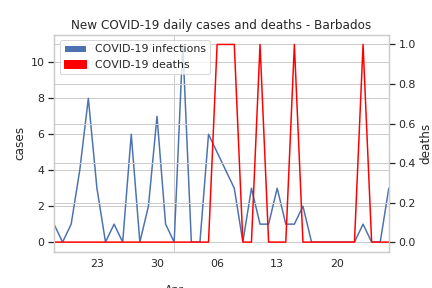 New COVID-19 daily cases and deaths - Barbados
COVID-19 infections
COVID-19 deaths
cases
10
8
6
4
2
0
deaths
1.0
0.8
0.6
0.4
0.2
0.0
23 30 06 13 20
Apr